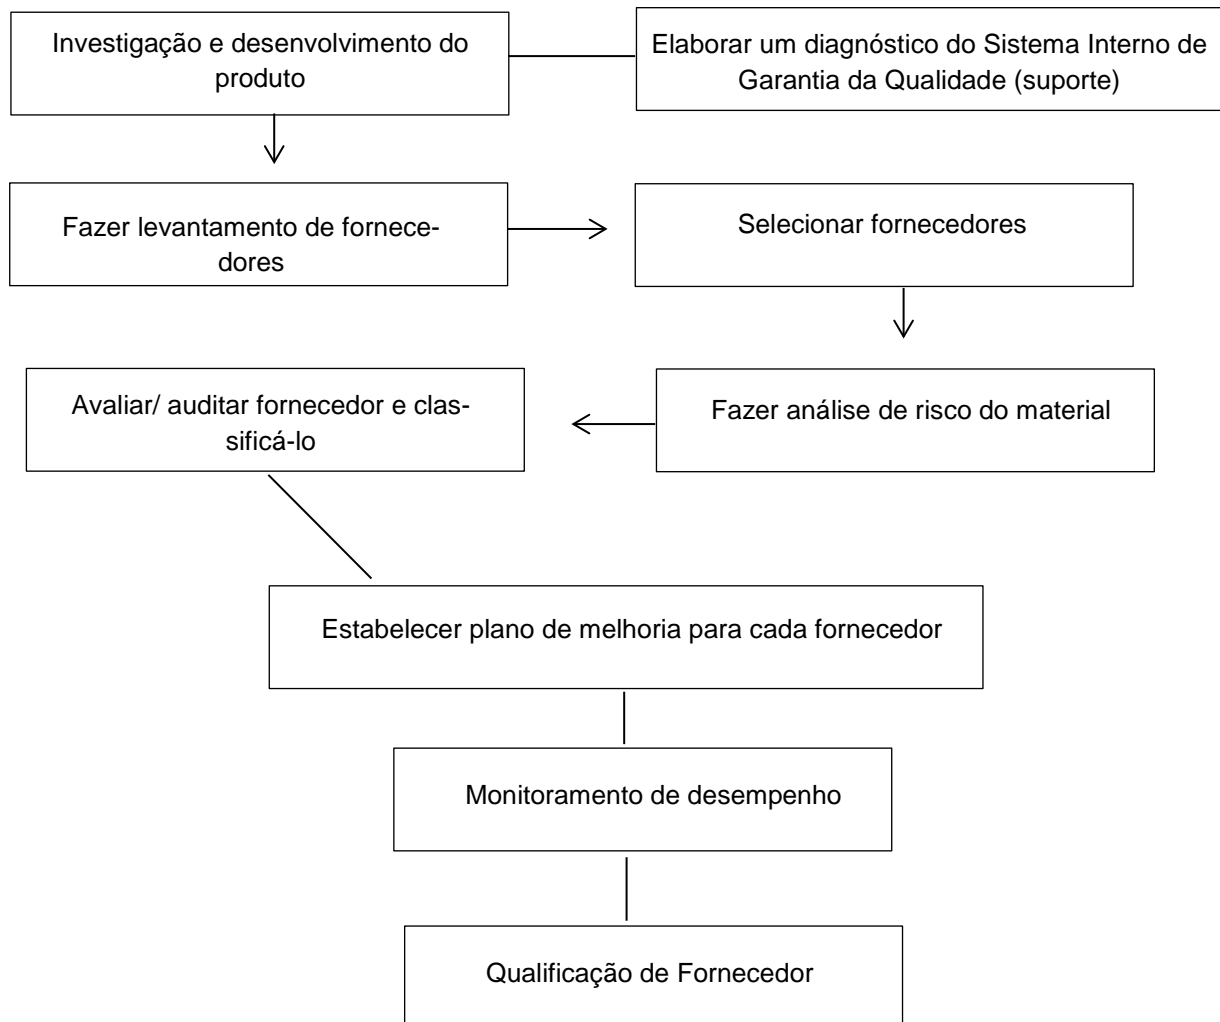 Investigação e desenvolvimento do
produto
Elaborar um diagnóstico do Sistema Interno de
Garantia da Qualidade (suporte)
Fazer levantamento de fornece-
dores
Selecionar fornecedores
Fazer análise de risco do material
Avaliar/ auditar fornecedor e clas-
sificá-lo
Estabelecer plano de melhoria para cada fornecedor
Monitoramento de desempenho
Qualificação de Fornecedor